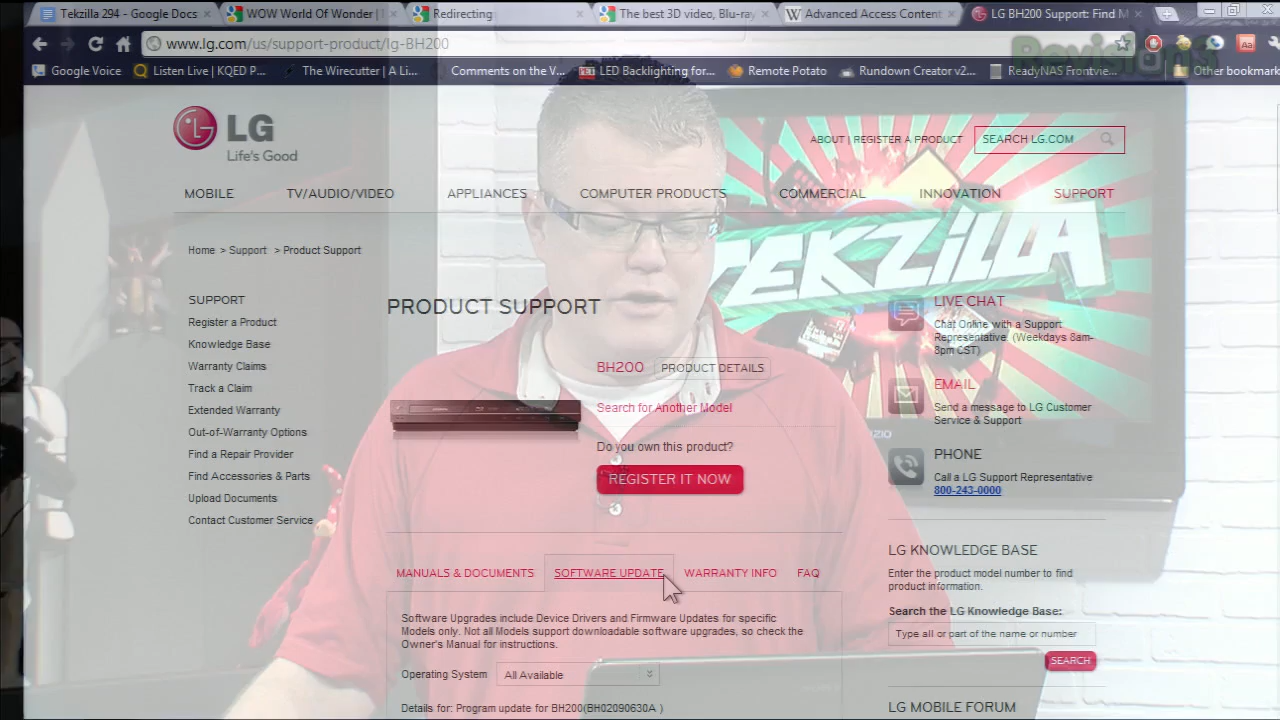 Tekzilla 294 - Google Docs
WOW World Of Wonder |
Redirecting
The best 3D video, Blu-ray
Advanced Access Content
LG BH200 Support: Find M
www.lg.com/us/support-product/lg-BH200
Revision3
Google Voice
Listen Live | KQED P...
The Wirecutter | A Li...
Comments on the V...
LED Backlighting for...
Remote Potato
Rundown Creator v2...
ReadyNAS Frontvie...
Other bookmark
LG
Life's Good
ABOUT | REGISTER A PRODUCT
SEARCH LG.COM
MOBILE
TV/AUDIO/VIDEO
APPLIANCES
COMPUTER PRODUCTS
COMMERCIAL
INNOVATION
SUPPORT
TEKZILLA
Home > Support > Product Support
SUPPORT
Register a Product
Knowledge Base
Warranty Claims
Track a Claim
Extended Warranty
Out-of-Warranty Options
Find a Repair Provider
Find Accessories & Parts
Upload Documents
Contact Customer Service
PRODUCT SUPPORT
BH200
PRODUCT DETAILS
Search for Another Model
Do you own this product?
REGISTER IT NOW
MANUALS & DOCUMENTS
SOFTWARE UPDATE
WARRANTY INFO
FAQ
Software Upgrades include Device Drivers and Firmware Updates for specific
Models only. Not all Models support downloadable software upgrades, so check the
Owner's Manual for instructions.
Operating System
All Available
Details for: Program update for BH200(BH02090630A )
LIVE CHAT
Chat Online with a Support
Representative (Weekdays 8am-
8pm CST)
EMAIL
Send a message to LG Customer
Service & Support
PHONE
Call a LG Support Representative
800-243-0000
LG KNOWLEDGE BASE
Enter the product model number to find
product information.
Search the LG Knowledge Base:
Type all or part of the name or number
SEARCH
LG MOBILE FORUM